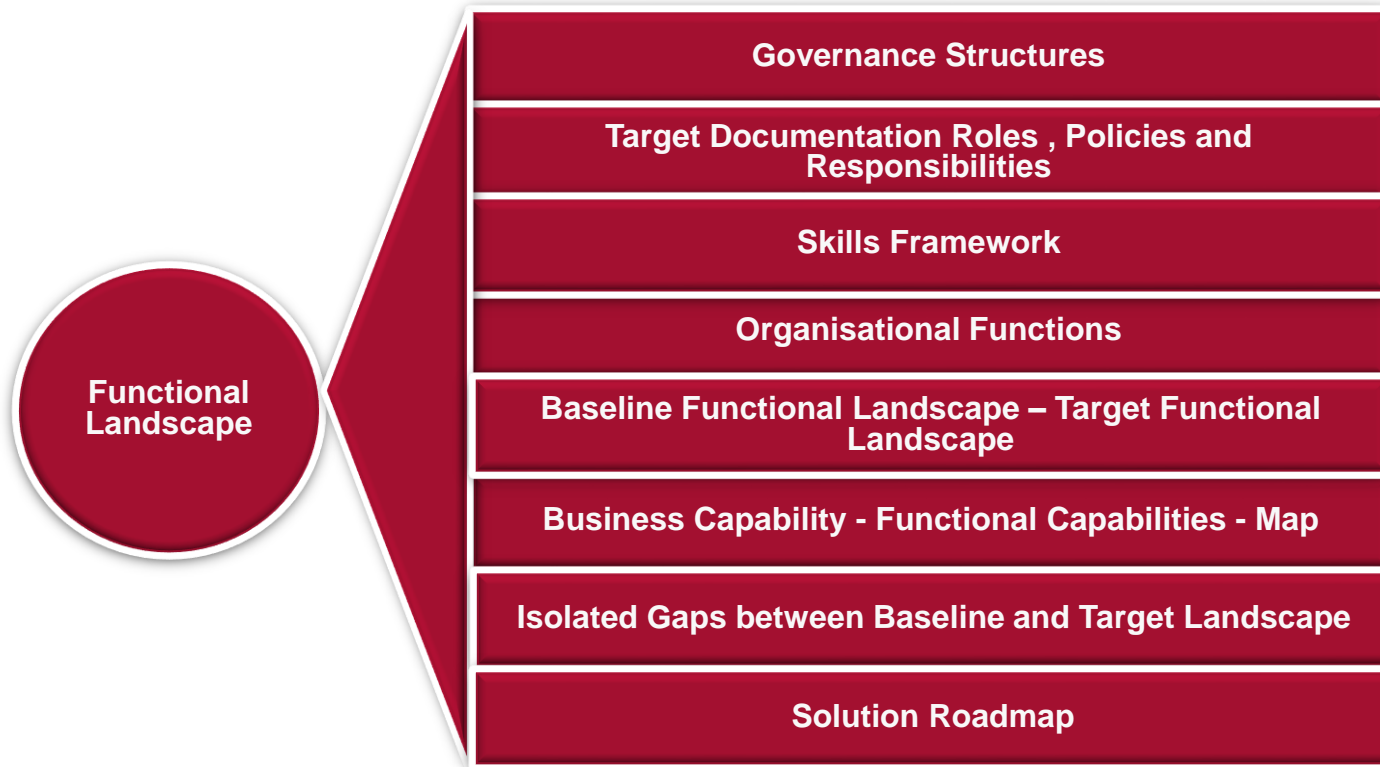 Governance Structures
Target Documentation Roles , Policies and
Responsibilities
Skills Framework
Organisational Functions
Functional
Landscape
Baseline Functional Landscape – Target Functional
Landscape
Business Capability - Functional Capabilities - Map
Isolated Gaps between Baseline and Target Landscape
Solution Roadmap